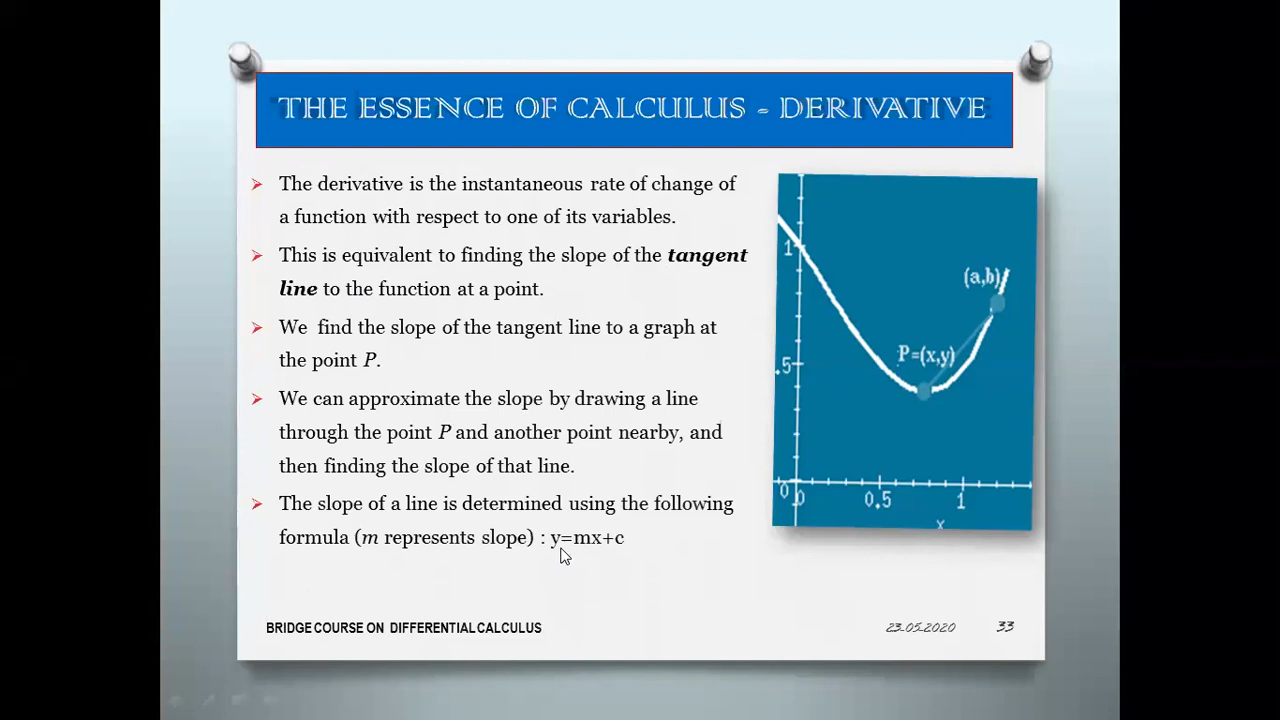 THE ESSENCE OF CALCULUS - DERIVATIVE
The derivative is the instantaneous rate of change of
a function with respect to one of its variables.
This is equivalent to finding the slope of the tangent
line to the function at a point.
We find the slope of the tangent line to a graph at
the point P.
We can approximate the slope by drawing a line
through the point P and another point nearby, and
then finding the slope of that line.
The slope of a line is determined using the following
formula (m represents slope) : y=mx+c
1
(a,b)
P=(x,y)
.5
0
0
0.5
1
x
BRIDGE COURSE ON DIFFERENTIAL CALCULUS
23.05.2020
33